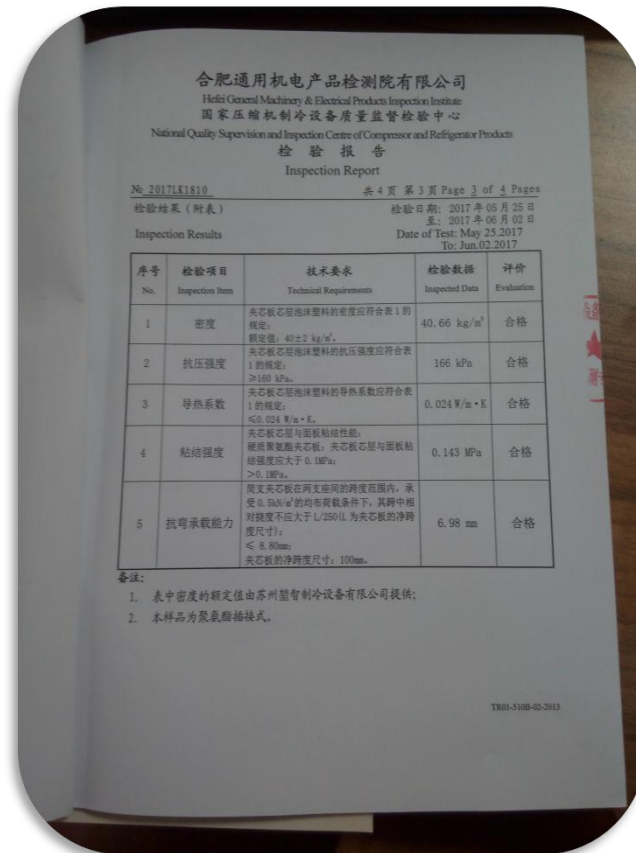 合肥通用机电产品检测院有限公司
Hefei General Machinery & Electrical Products Inspection Institute
国家压缩机制冷设备质量监督检验中心
National Quality Supervision and Inspection Centre of Compressor and Refrigerator Products
检 验 报 告
Inspection Report
№ 2017LK1810 共 4 页 第 3 页 Page 3 of 4 Pages
检验结果（附表） 检验日期: 2017 年 05 月 25 日
至: 2017 年 06 月 02 日
Inspection Results Date of Test: May 25.2017
To: Jun.02.2017
序号 检验项目 技术要求 检验数据 评价
No. Inspection Item Technical Requirements Inspected Data Evaluation
1 密度 夹芯板芯层泡沫塑料的密度应符合表 1 的
规定;
额定值: 40±2 kg/m³。 40.66 kg/m³ 合格
2 抗压强度 夹芯板芯层泡沫塑料的抗压强度应符合表
1 的规定;
≥160 kPa。 166 kPa 合格
3 导热系数 夹芯板芯层泡沫塑料的导热系数应符合表
1 的规定;
≤0.024 W/m·K。 0.024 W/m·K 合格
4 粘结强度 夹芯板芯层与面板粘结性能:
硬质聚氨酯夹芯板: 夹芯板芯层与面板粘
结强度应大于 0.1MPa;
>0.1MPa。 0.143 MPa 合格
5 抗弯承载能力 简支夹芯板在两支座间的跨度范围内, 承
受 0.5kN/m²的均布荷载条件下, 其跨中相
对挠度不应大于 L/250(L 为夹芯板的净跨
度尺寸);
≤ 8.80mm;
夹芯板的净跨度尺寸: 100mm。 6.98 mm 合格
备注:
1. 表中密度的额定值由苏州堃智制冷设备有限公司提供;
2. 本样品为聚氨酯插接式。
TR01-510B-02-2013